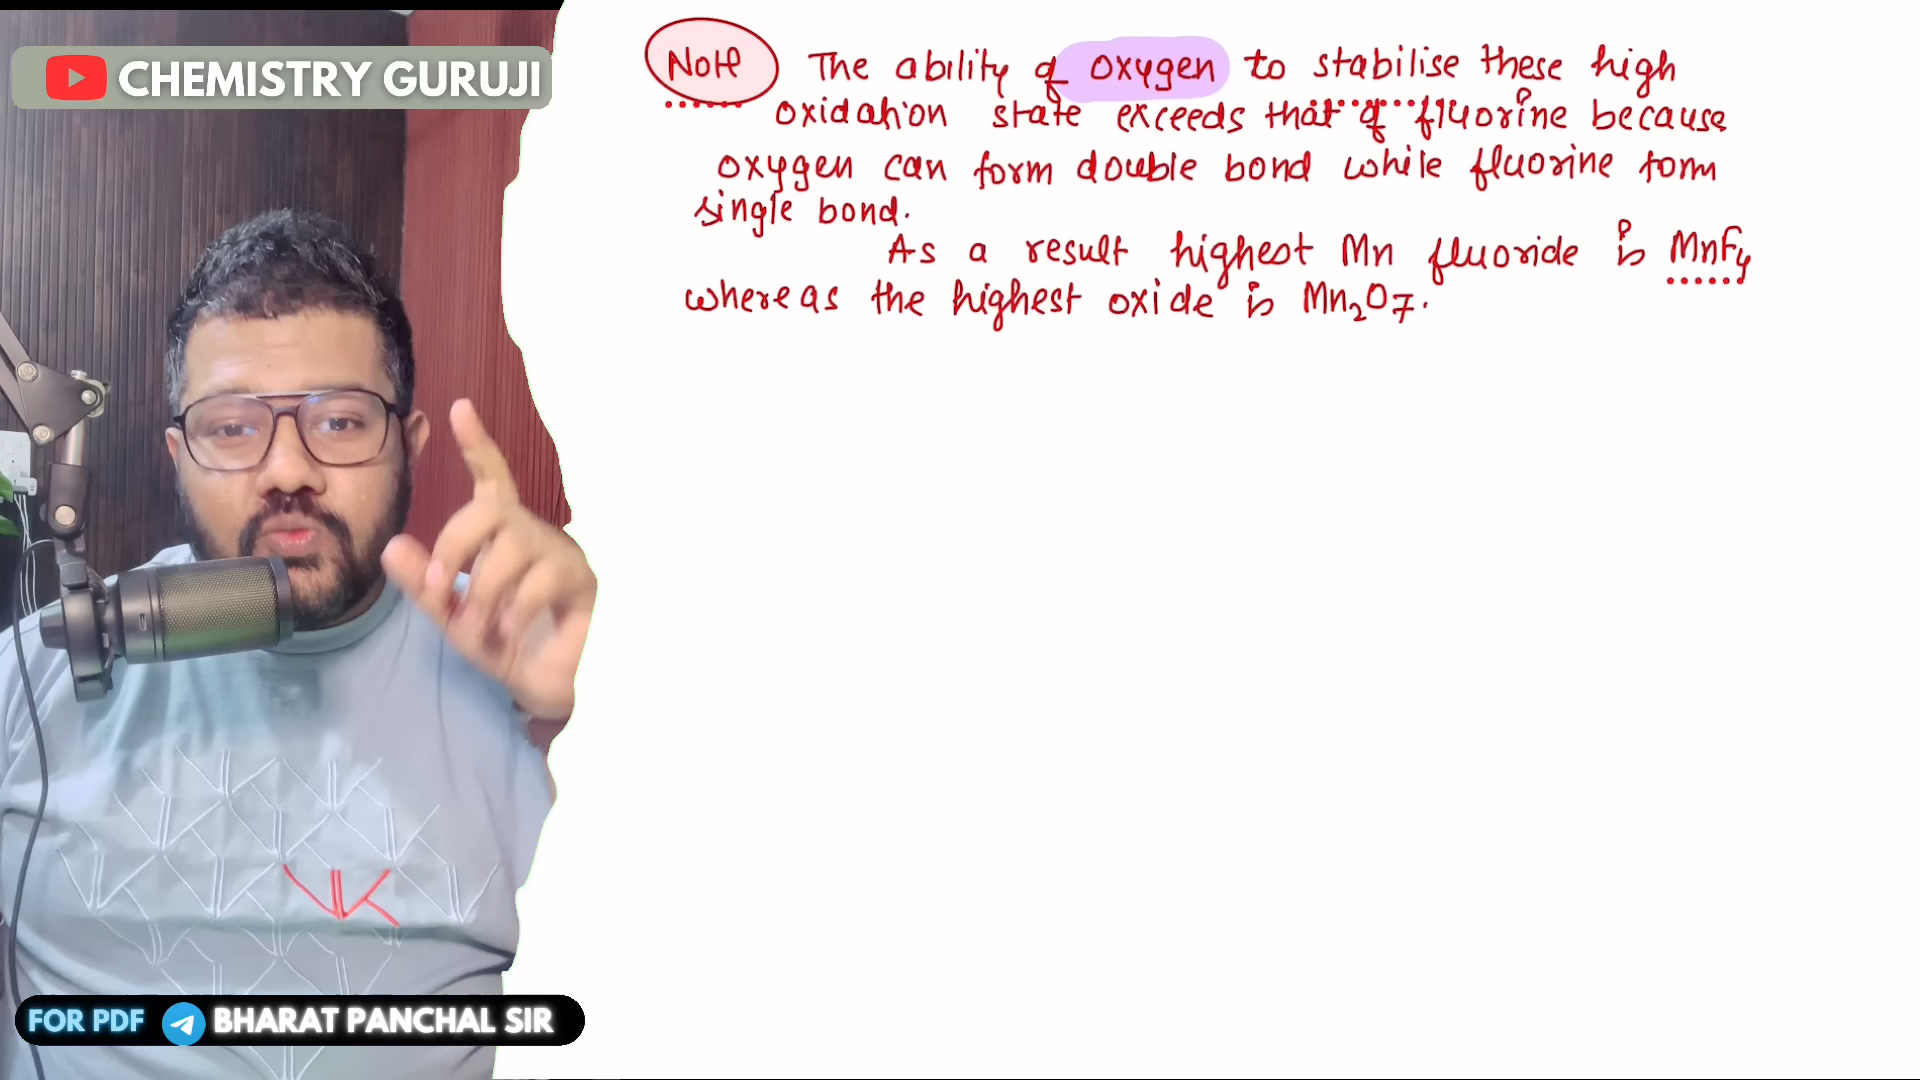 CHEMISTRY GURUJI
Note The ability of oxygen to stabilise these high
oxidation state exceeds that of fluorine because
oxygen can form double bond while fluorine form
single bond.
As a result highest Mn fluoride is MnF₄
whereas the highest oxide is Mn₂O₇.
VK
FOR PDF BHARAT PANCHAL SIR